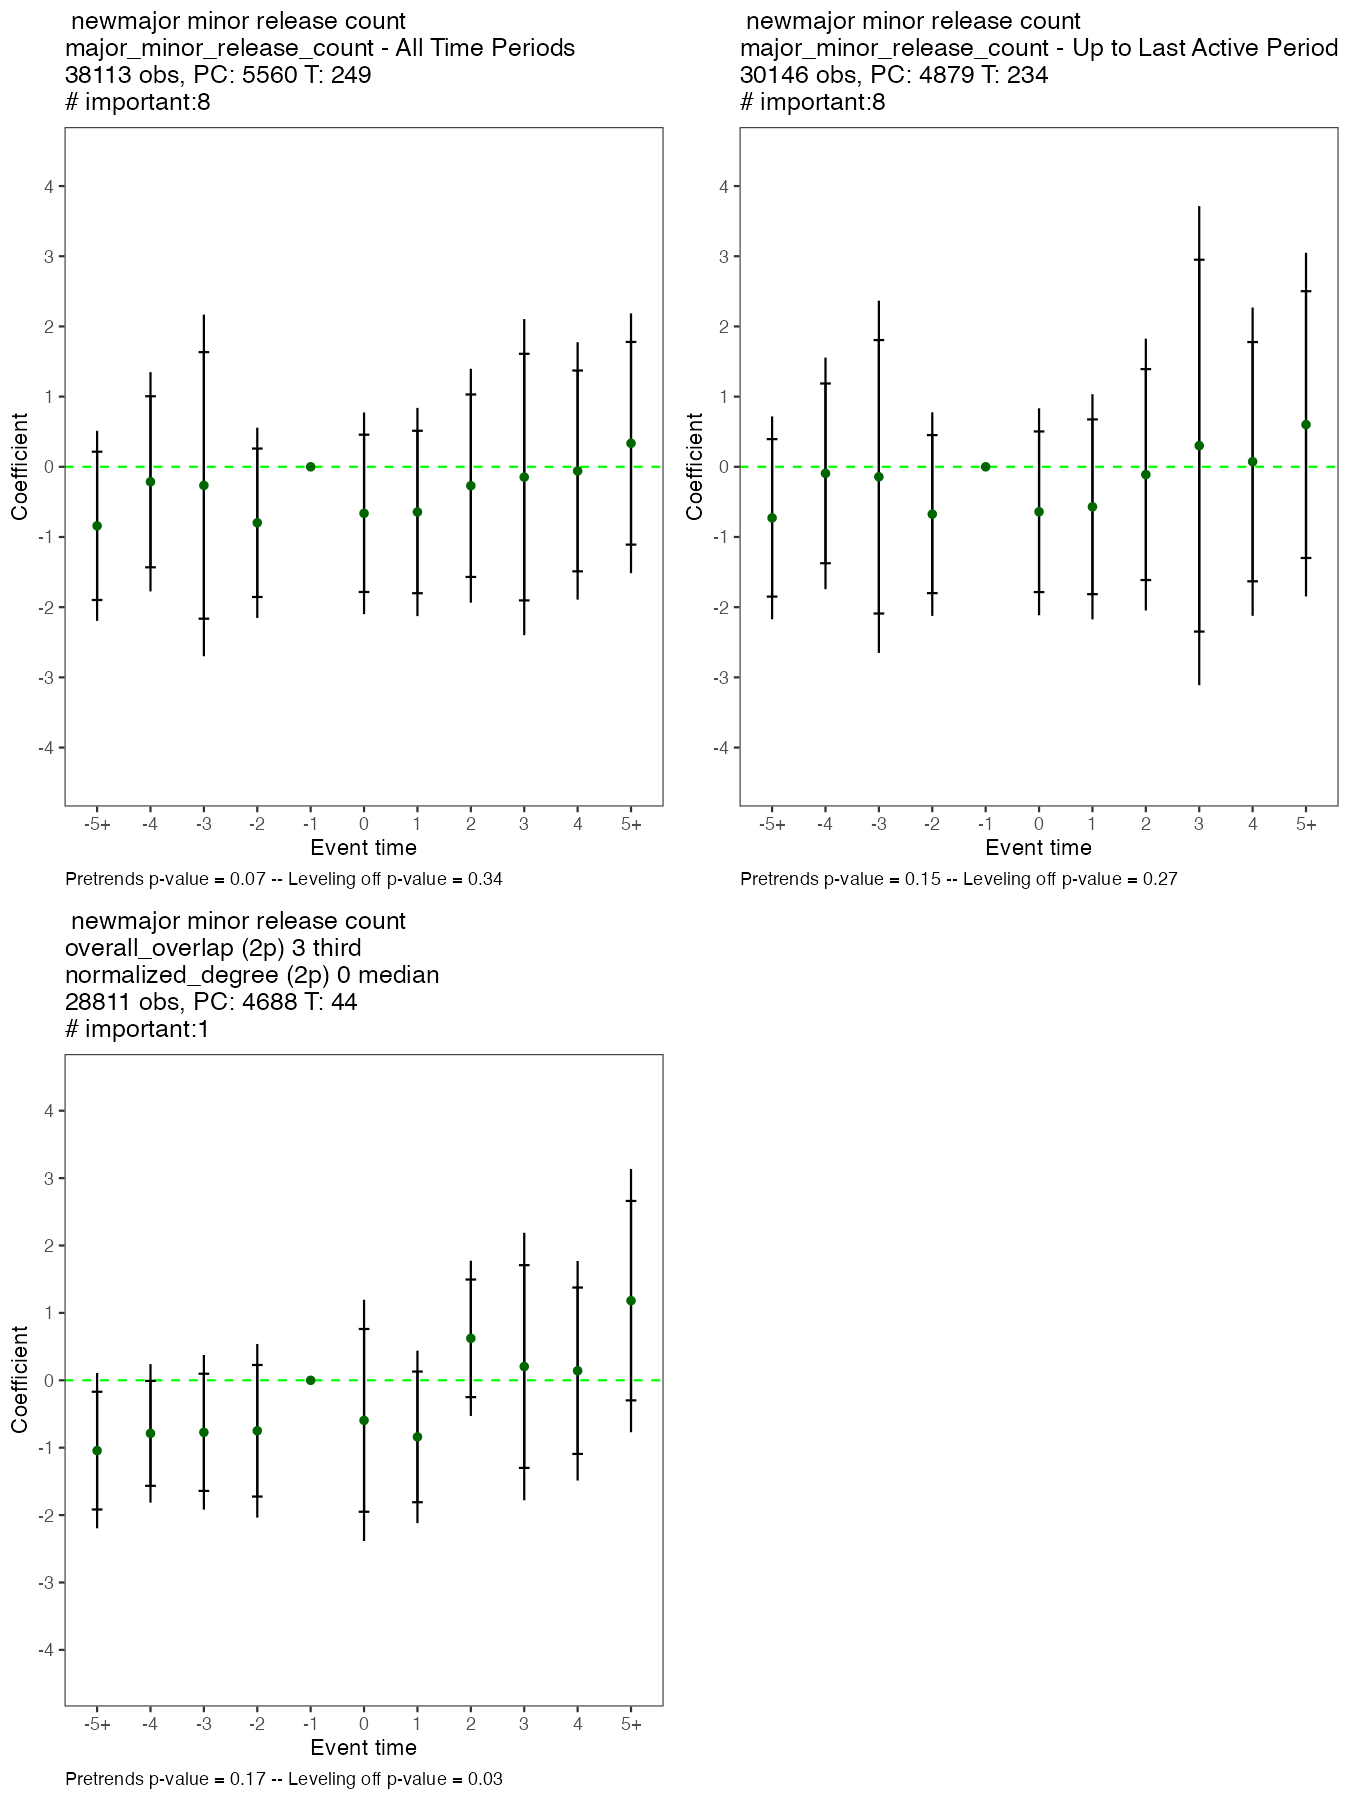 newmajor minor release count
major_minor_release_count - All Time Periods
38113 obs, PC: 5560 T: 249
# important:8
4
3
2
1
0
-1
-2
-3
-4
Coefficient
-5+ -4 -3 -2 -1 0 1 2 3 4 5+
Event time
Pretrends p-value = 0.07 -- Leveling off p-value = 0.34
newmajor minor release count
major_minor_release_count - Up to Last Active Period
30146 obs, PC: 4879 T: 234
# important:8
4
3
2
1
0
-1
-2
-3
-4
Coefficient
-5+ -4 -3 -2 -1 0 1 2 3 4 5+
Event time
Pretrends p-value = 0.15 -- Leveling off p-value = 0.27
newmajor minor release count
overall_overlap (2p) 3 third
normalized_degree (2p) 0 median
28811 obs, PC: 4688 T: 44
# important:1
4
3
2
1
0
-1
-2
-3
-4
Coefficient
-5+ -4 -3 -2 -1 0 1 2 3 4 5+
Event time
Pretrends p-value = 0.17 -- Leveling off p-value = 0.03